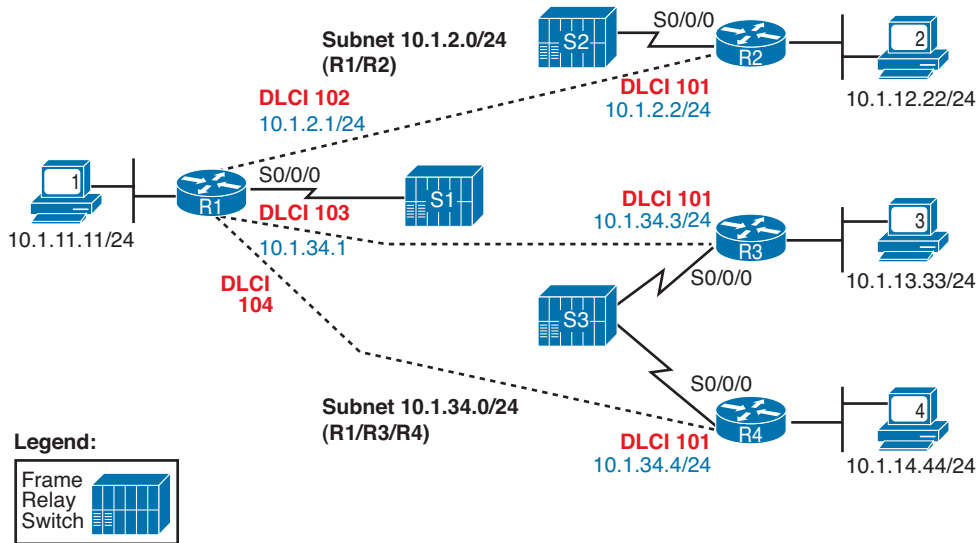 S0/0/0
S2
Subnet 10.1.2.0/24
(R1/R2)
R2
2
DLCI 102
DLCI 101
10.1.12.22/24
10.1.2.1/24
10.1.2.2/24
1
S0/0/0
R1
S1
DLCI 103
DLCI 101
10.1.11.11/24
10.1.34.1
10.1.34.3/24
3
R3
DLCI
104
S0/0/0
10.1.13.33/24
S3
S0/0/0
Subnet 10.1.34.0/24
(R1/R3/R4)
R4
4
DLCI 101
10.1.34.4/24
10.1.14.44/24
Legend:
Frame
Relay
Switch